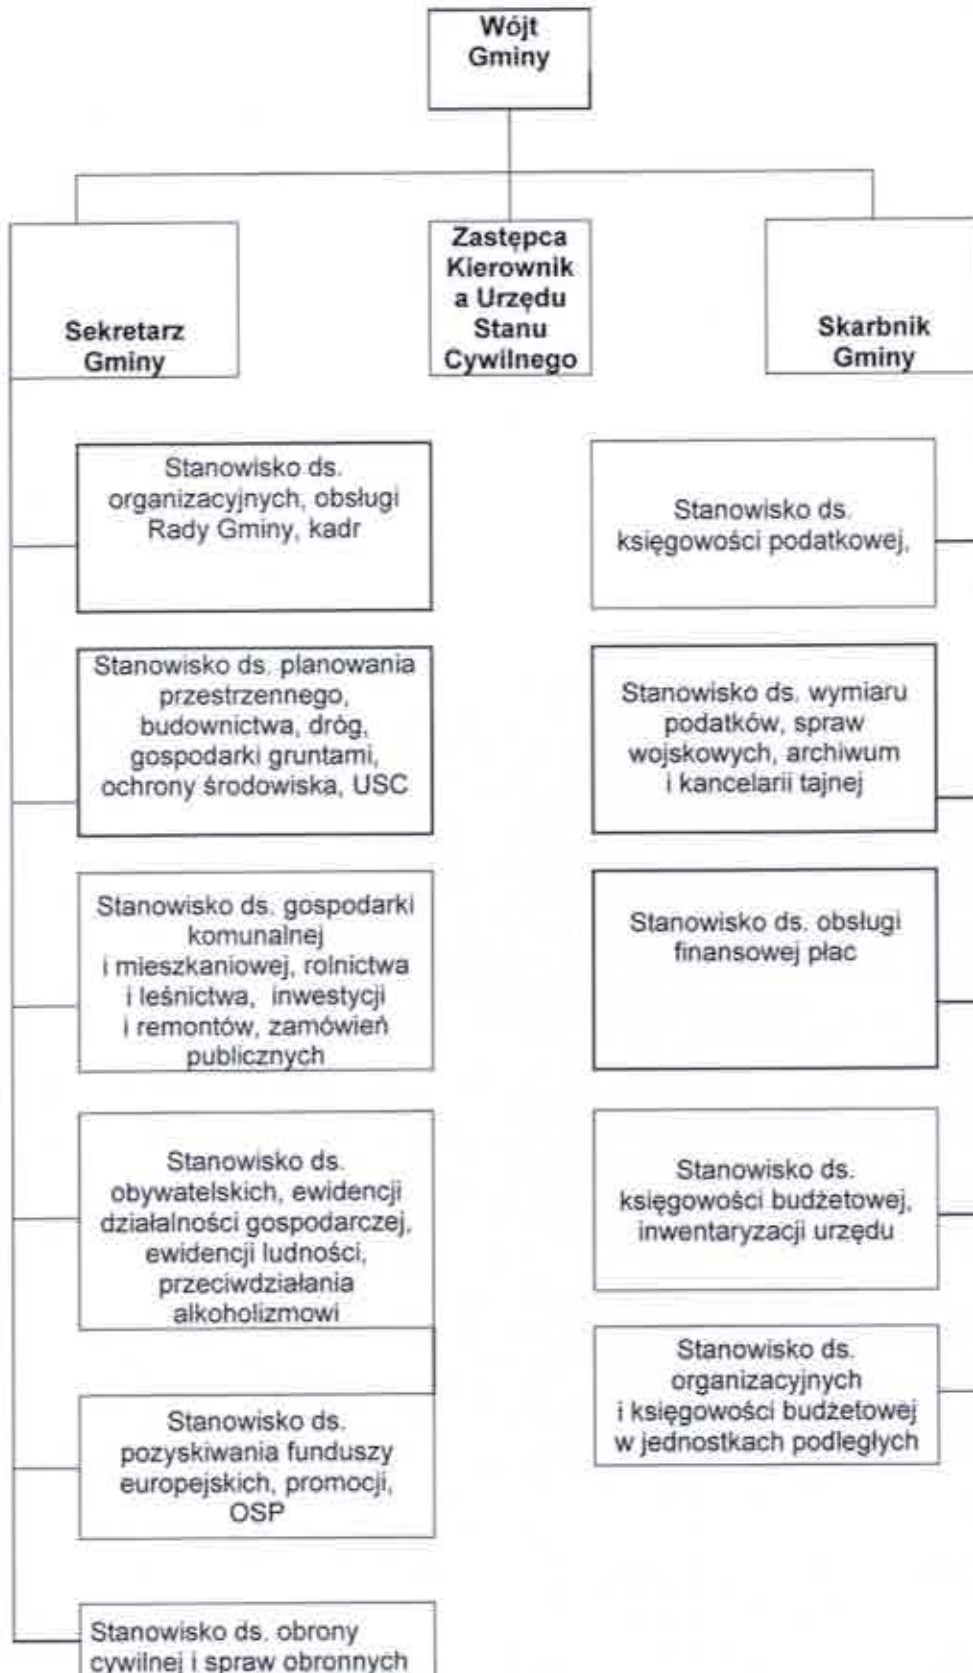 Wójt
Gminy
Sekretarz
Gminy
Zastępca
Kierownik
a Urzędu
Stanu
Cywilnego
Skarbnik
Gminy
Stanowisko ds.
organizacyjnych, obsługi
Rady Gminy, kadr
Stanowisko ds. planowania
przestrzennego,
budownictwa, dróg,
gospodarki gruntami,
ochrony środowiska, USC
Stanowisko ds. gospodarki
komunalnej
i mieszkaniowej, rolnictwa
i leśnictwa, inwestycji
i remontów, zamówień
publicznych
Stanowisko ds.
obywatelskich, ewidencji
działalności gospodarczej,
ewidencji ludności,
przeciwdziałania
alkoholizmowi
Stanowisko ds.
pozyskiwania funduszy
europejskich, promocji,
OSP
Stanowisko ds. obrony
cywilnej i spraw obronnych
Stanowisko ds.
księgowości podatkowej,
Stanowisko ds. wymiaru
podatków, spraw
wojskowych, archiwum
i kancelarii tajnej
Stanowisko ds. obsługi
finansowej płac
Stanowisko ds.
księgowości budżetowej,
inwentaryzacji urzędu
Stanowisko ds.
organizacyjnych
i księgowości budżetowej
w jednostkach podległych